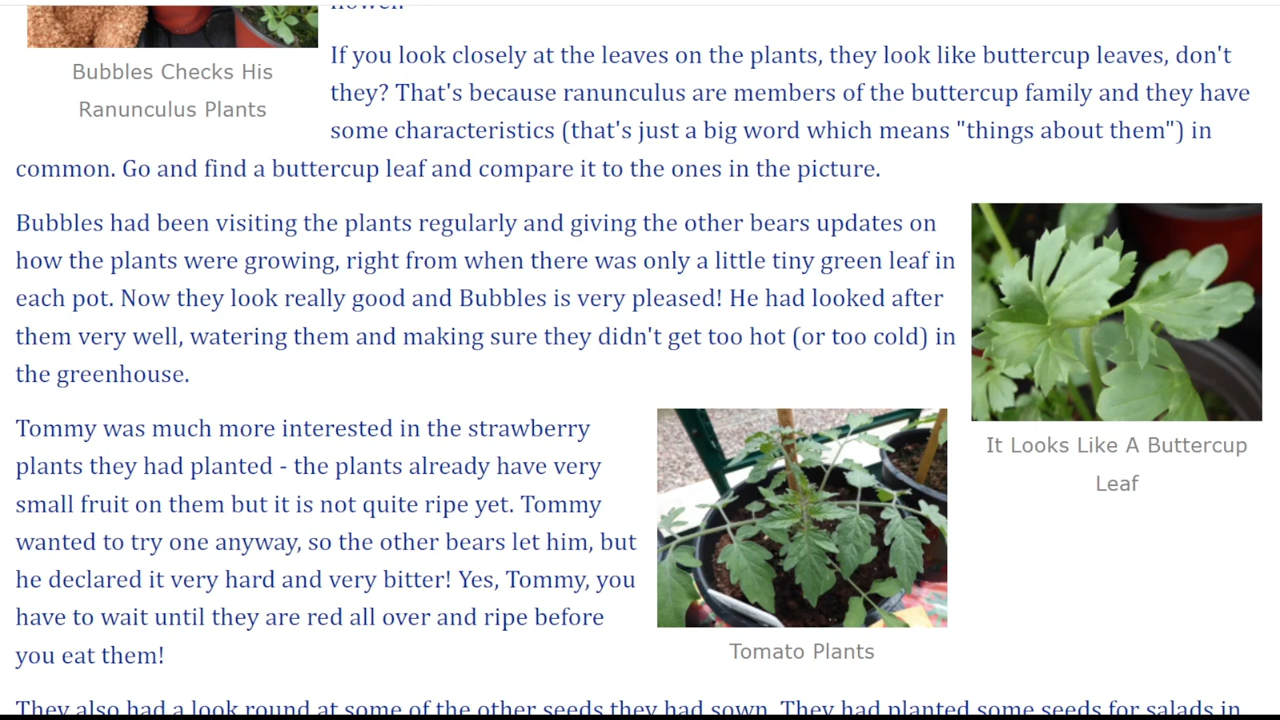 flower.
Bubbles Checks His
Ranunculus Plants
If you look closely at the leaves on the plants, they look like buttercup leaves, don't
they? That's because ranunculus are members of the buttercup family and they have
some characteristics (that's just a big word which means "things about them") in
common. Go and find a buttercup leaf and compare it to the ones in the picture.
Bubbles had been visiting the plants regularly and giving the other bears updates on
how the plants were growing, right from when there was only a little tiny green leaf in
each pot. Now they look really good and Bubbles is very pleased! He had looked after
them very well, watering them and making sure they didn't get too hot (or too cold) in
the greenhouse.
It Looks Like A Buttercup
Leaf
Tommy was much more interested in the strawberry
plants they had planted - the plants already have very
small fruit on them but it is not quite ripe yet. Tommy
wanted to try one anyway, so the other bears let him, but
he declared it very hard and very bitter! Yes, Tommy, you
have to wait until they are red all over and ripe before
you eat them!
Tomato Plants
They also had a look round at some of the other seeds they had sown. They had planted some seeds for salads in